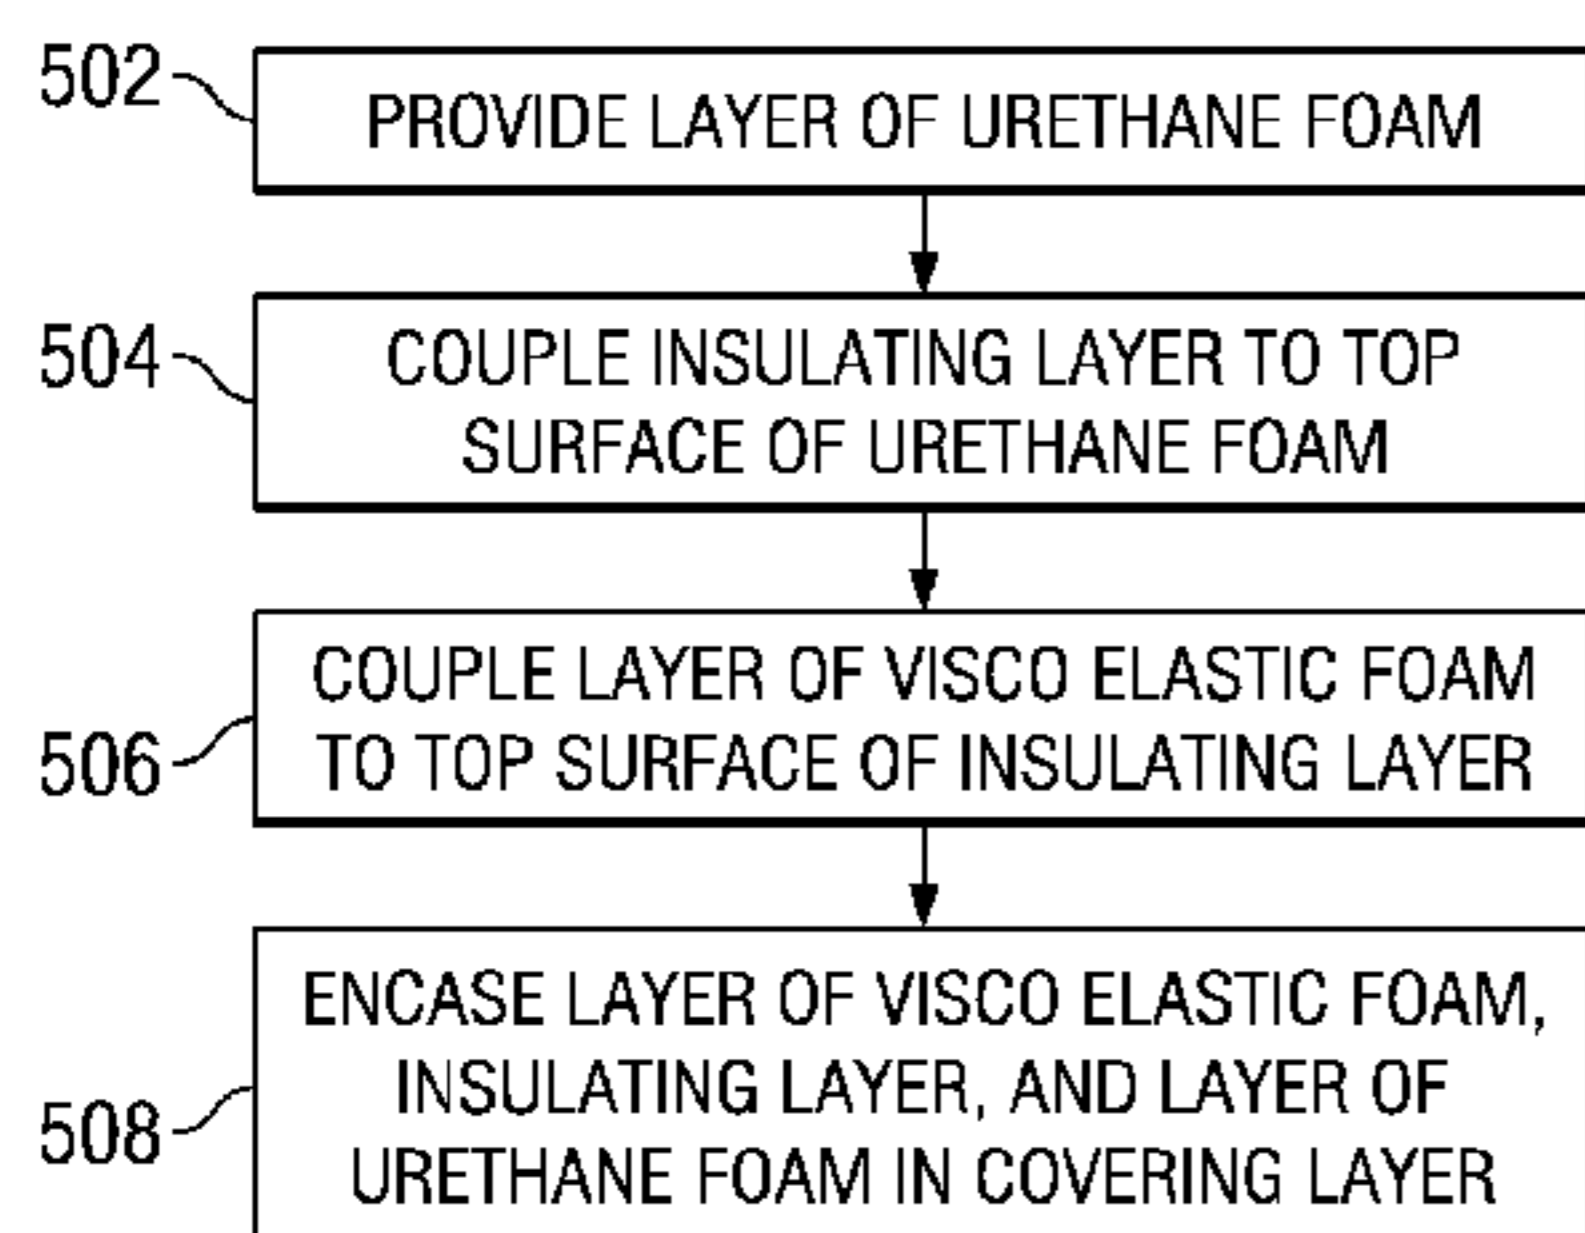 502
PROVIDE LAYER OF URETHANE FOAM
504
COUPLE INSULATING LAYER TO TOP
SURFACE OF URETHANE FOAM
506
COUPLE LAYER OF VISCO ELASTIC FOAM
TO TOP SURFACE OF INSULATING LAYER
508
ENCASE LAYER OF VISCO ELASTIC FOAM,
INSULATING LAYER, AND LAYER OF
URETHANE FOAM IN COVERING LAYER